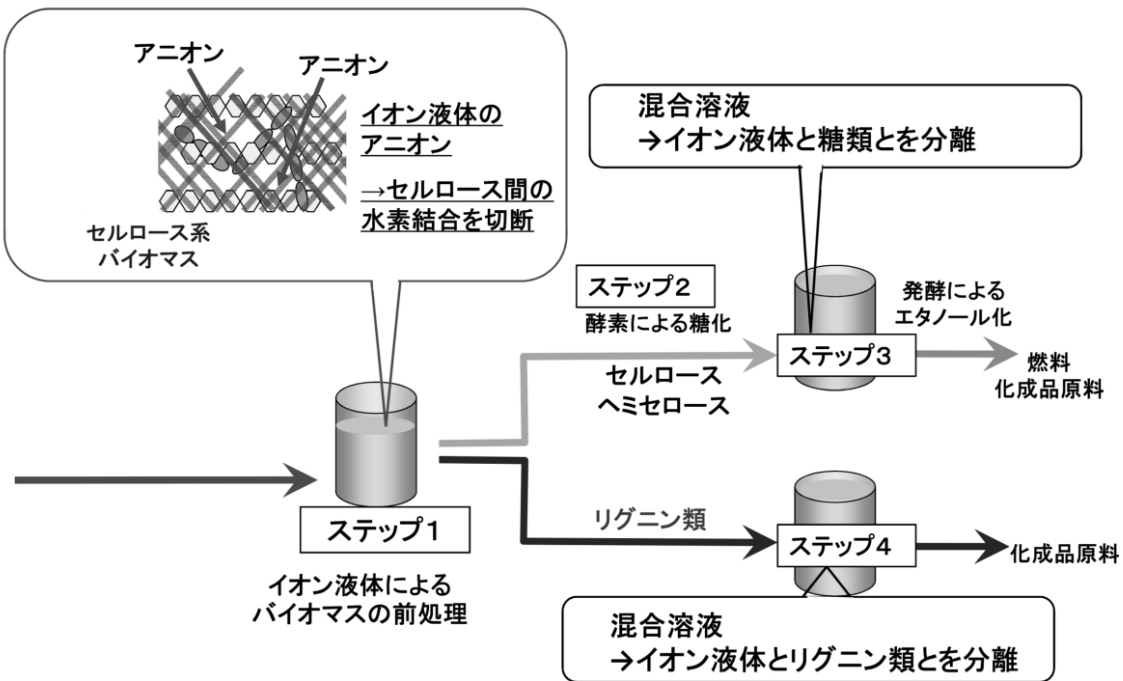 アニオン
アニオン
イオン液体の
アニオン
→セルロース間の
水素結合を切断
セルロース系
バイオマス
混合溶液
→イオン液体と糖類とを分離
ステップ2
酵素による糖化
セルロース
ヘミセロース
ステップ3
発酵による
エタノール化
燃料
化成品原料
ステップ1
イオン液体による
バイオマスの前処理
リグニン類
ステップ4
化成品原料
混合溶液
→イオン液体とリグニン類とを分離